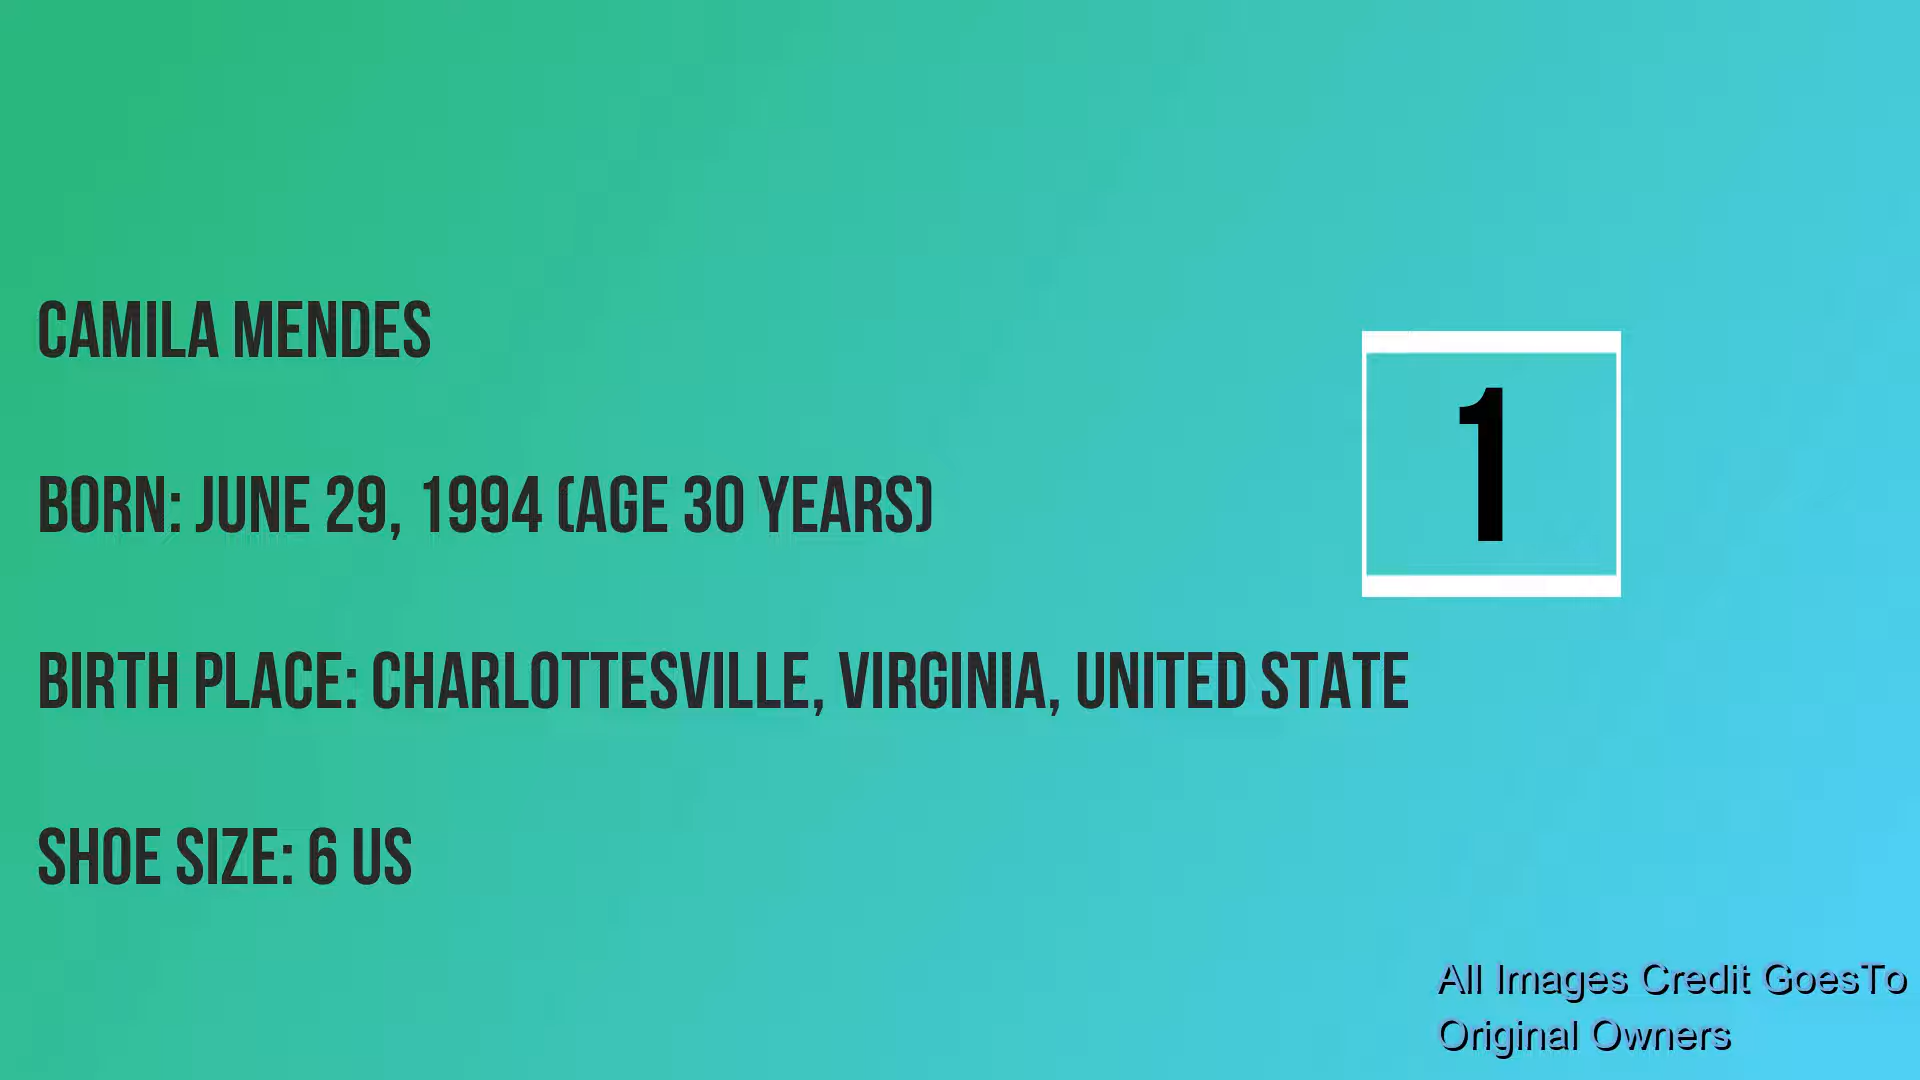 CAMILA MENDES
BORN: JUNE 29, 1994 (AGE 30 YEARS)
1
BIRTH PLACE: CHARLOTTESVILLE, VIRGINIA, UNITED STATE
SHOE SIZE: 6 US
All Images Credit GoesTo
Original Owners